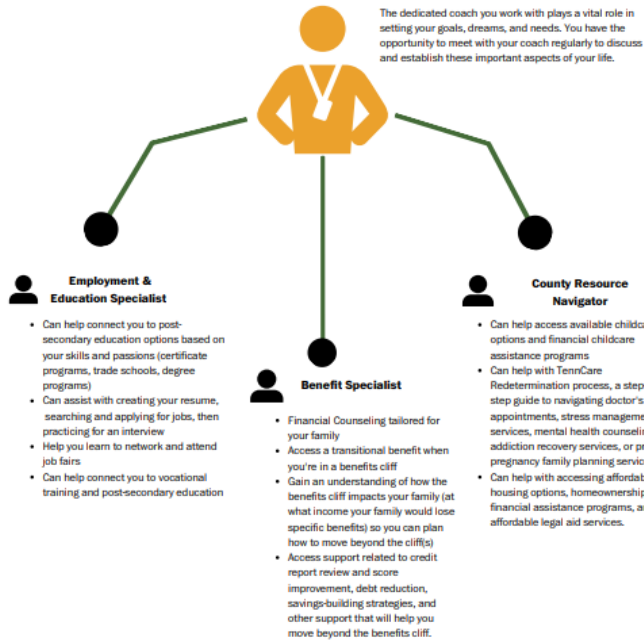 The dedicated coach you work with plays a vital role in
setting your goals, dreams, and needs. You have the
opportunity to meet with your coach regularly to discuss
and establish these important aspects of your life.
Employment &
Education Specialist
• Can help connect you to post-
secondary education options based on
your skills and passions (certificate
programs, trade schools, degree
programs)
• Can assist with creating your resume,
searching and applying for jobs, then
practicing for an interview
• Help you learn to network and attend
job fairs
• Can help connect you to vocational
training and post-secondary education
Benefit Specialist
• Financial Counseling tailored for
your family
• Access a transitional benefit when
you're in a benefits cliff
• Gain an understanding of how the
benefits cliff impacts your family (at
what income your family would lose
specific benefits) so you can plan
how to move beyond the cliff(s)
• Access support related to credit
report review and score
improvement, debt reduction,
savings-building strategies, and
other support that will help you
move beyond the benefits cliff.
County Resource
Navigator
• Can help access available
options and financial childcare
assistance programs
• Can help with TennCare
Redetermination process, a step
step guide to navigating doctor's
appointments, stress
services, mental health
addiction recovery services, or
pregnancy family planning
• Can help with accessing
housing options,
financial assistance programs,
affordable legal aid services.